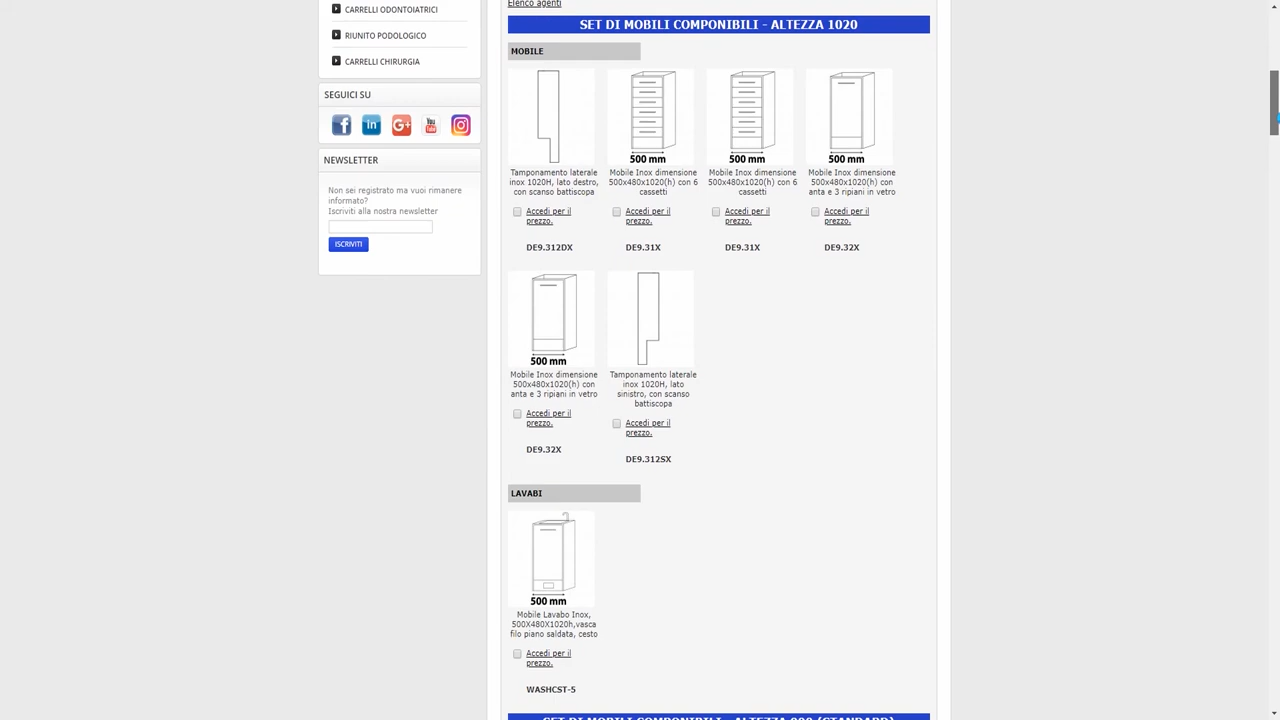 CARRELLI ODONTOIATRICI
RIUNITO PODOLOGICO
CARRELLI CHIRURGIA
SEGUICI SU
NEWSLETTER
Non sei registrato ma vuoi rimanere
informato?
Iscriviti alla nostra newsletter
ISCRIVITI
Elenco agenti
SET DI MOBILI COMPONIBILI - ALTEZZA 1020
MOBILE
500 mm
500 mm
500 mm
Tamponamento laterale
inox 1020H, lato destro,
con scanso battiscopa
Accedi per il
prezzo.
DE9.312DX
Mobile Inox dimensione
500x480x1020(h) con 6
cassetti
Accedi per il
prezzo.
DE9.31X
Mobile Inox dimensione
500x480x1020(h) con 6
cassetti
Accedi per il
prezzo.
DE9.31X
Mobile Inox dimensione
500x480x1020(h) con
anta e 3 ripiani in vetro
Accedi per il
prezzo.
DE9.32X
500 mm
Mobile Inox dimensione
500x480x1020(h) con
anta e 3 ripiani in vetro
Accedi per il
prezzo.
DE9.32X
Tamponamento laterale
inox 1020H, lato
sinistro, con scanso
battiscopa
Accedi per il
prezzo.
DE9.312SX
LAVABI
500 mm
Mobile Lavabo Inox,
500X480X1020h,vasca
filo piano saldata, cesto
Accedi per il
prezzo.
WASHCST-5
SET DI MOBILI COMPONIBILI - ALTEZZA 900 (STANDARD)